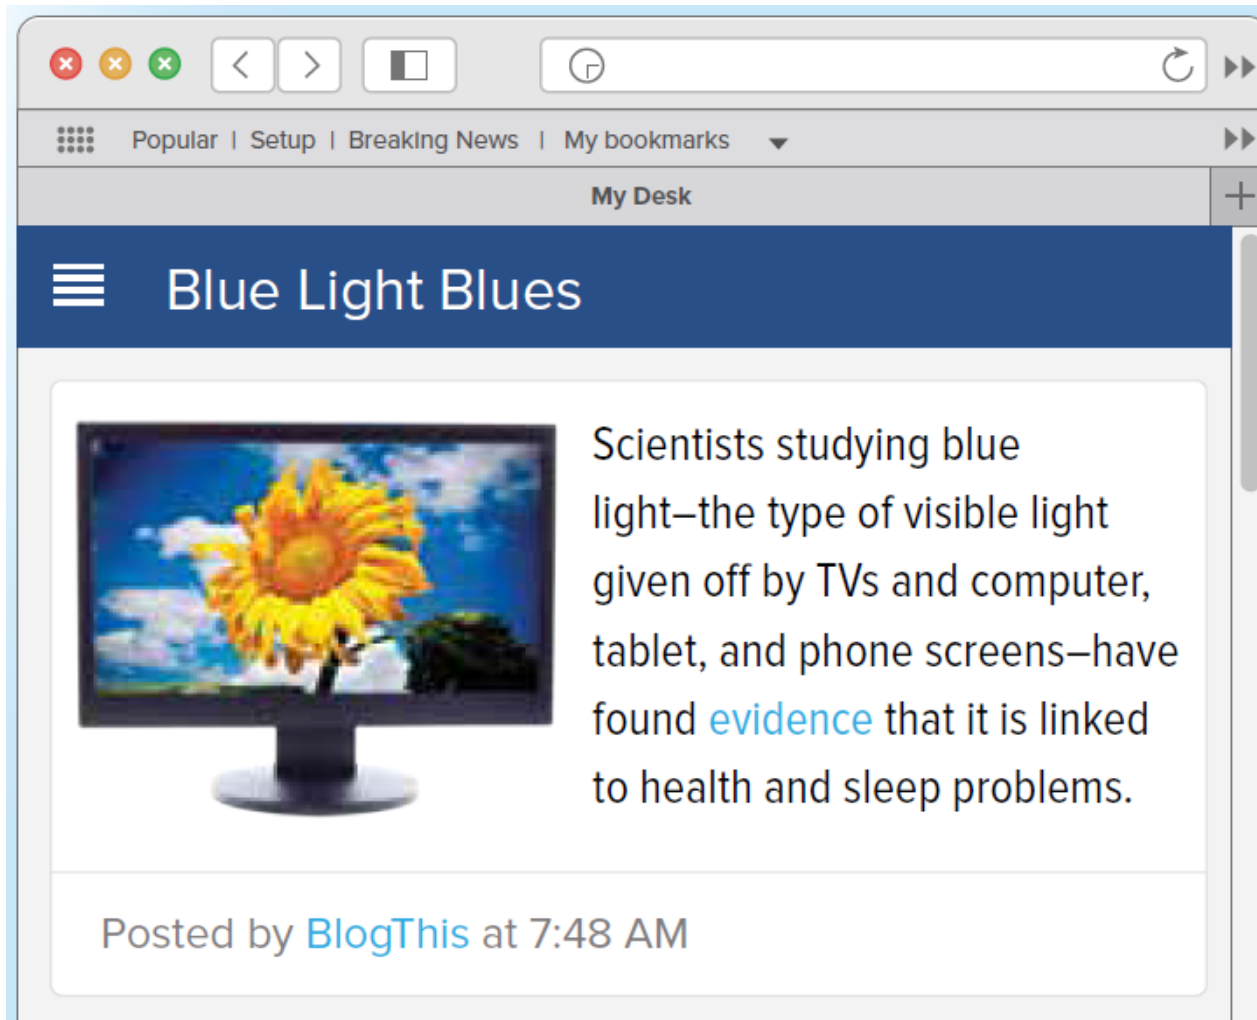 Popular | Setup | Breaking News | My bookmarks
My Desk
Blue Light Blues
Scientists studying blue
light–the type of visible light
given off by TVs and computer,
tablet, and phone screens–have
found evidence that it is linked
to health and sleep problems.
Posted by BlogThis at 7:48 AM